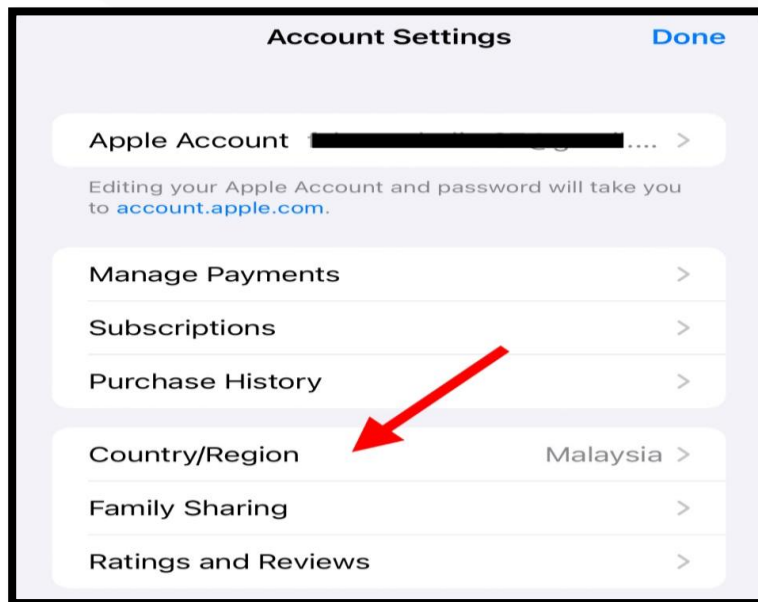 Account Settings
Done
Apple Account
Editing your Apple Account and password will take you
to account.apple.com.
Manage Payments
Subscriptions
Purchase History
Country/Region
Malaysia
Family Sharing
Ratings and Reviews